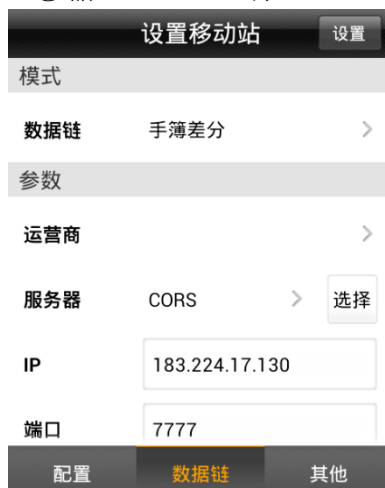 设置移动站 设置
模式
数据链 手簿差分
参数
运营商
服务器 CORS 选择
IP 183.224.17.130
端口 7777
配置 数据链 其他